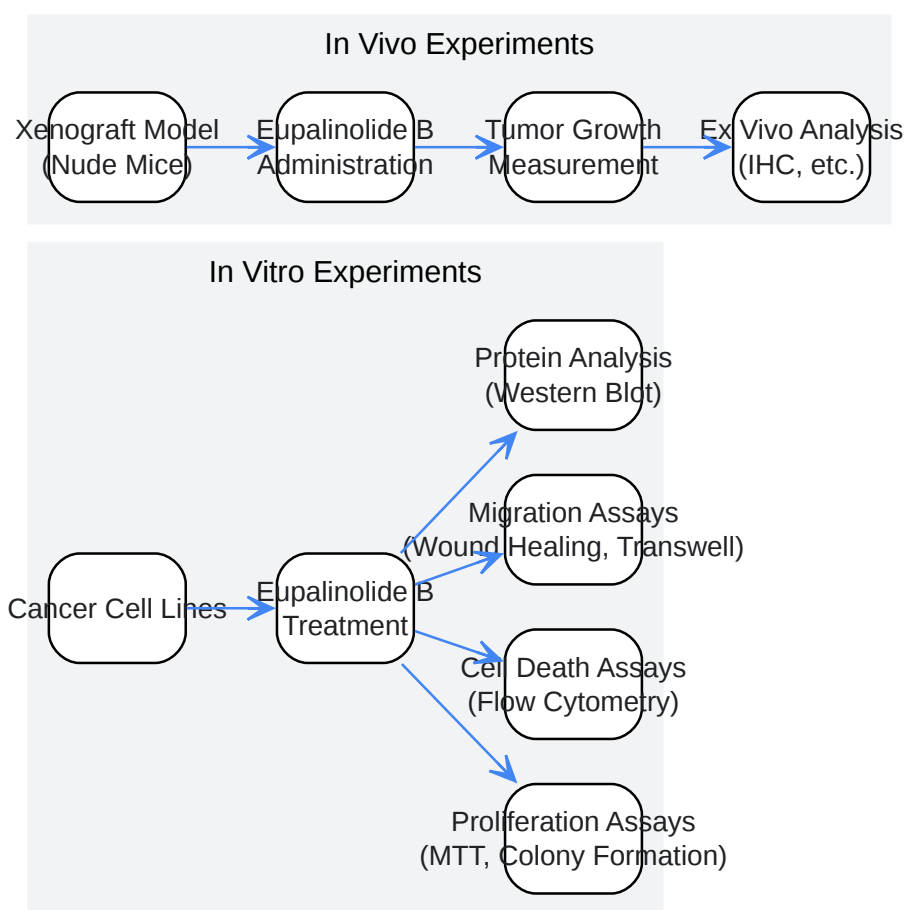 In Vivo Experiments
Xenograft Model
(Nude Mice)
Eupalinolide B
Administration
Tumor Growth
Measurement
Ex Vivo Analysis
(IHC, etc.)
In Vitro Experiments
Cancer Cell Lines
Eupalinolide B
Treatment
Protein Analysis
(Western Blot)
Migration Assays
(Wound Healing, Transwell)
Cell Death Assays
(Flow Cytometry)
Proliferation Assays
(MTT, Colony Formation)